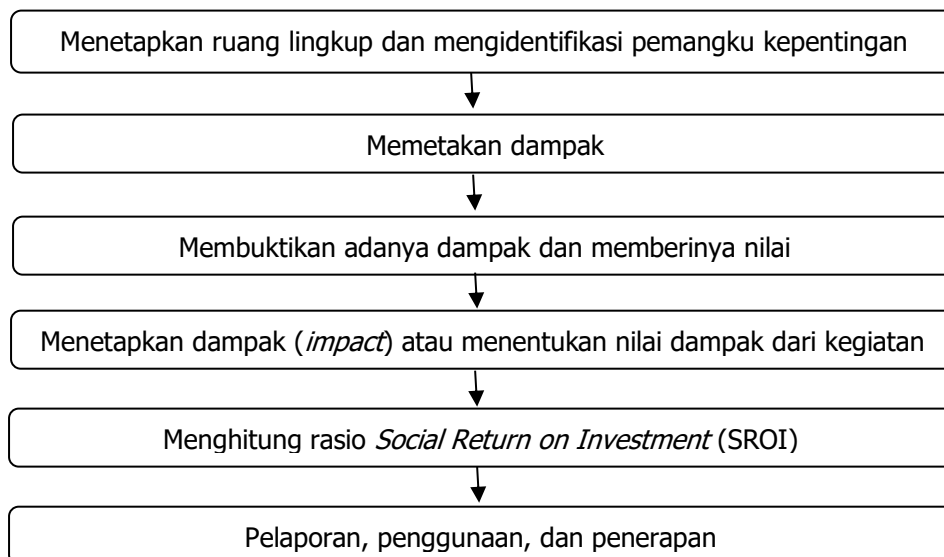 Menetapkan ruang lingkup dan mengidentifikasi pemangku kepentingan
Memetakan dampak
Membuktikan adanya dampak dan memberinya nilai
Menetapkan dampak (impact) atau menentukan nilai dampak dari kegiatan
Menghitung rasio Social Return on Investment (SROI)
Pelaporan, penggunaan, dan penerapan